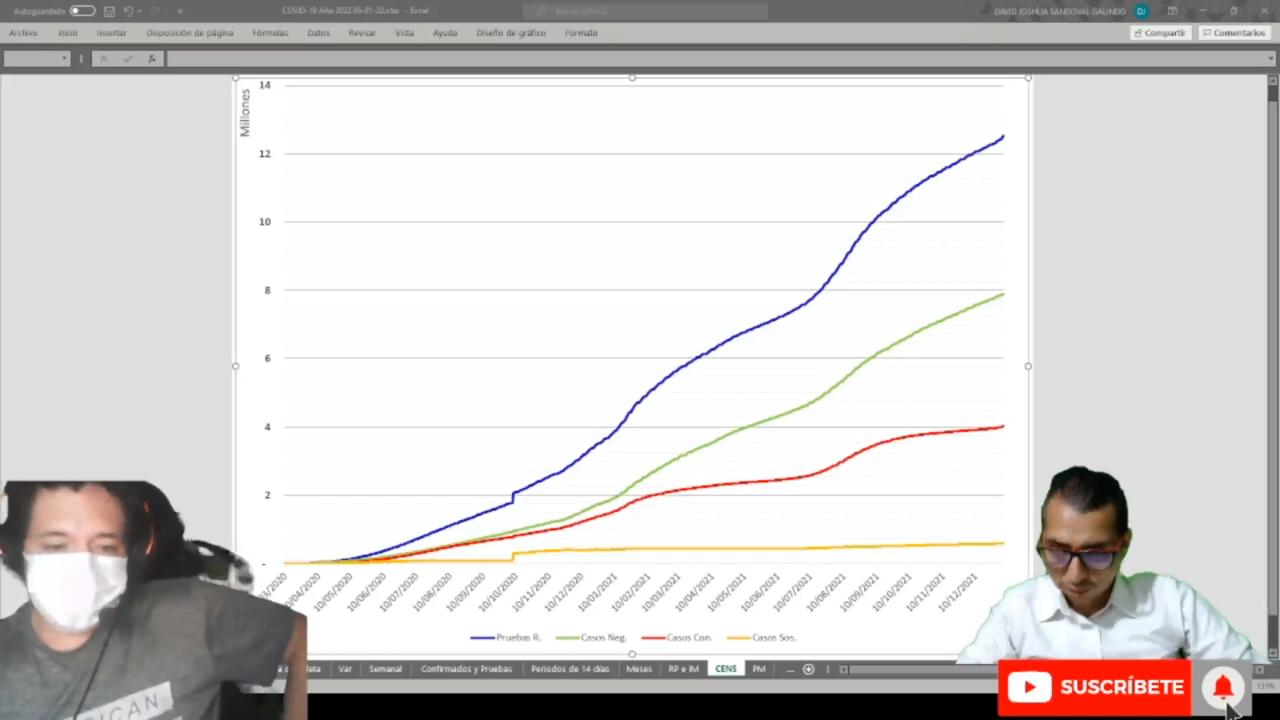 Autoguardado
COVID-19 Año 2022 05-01-22.xlsx - Excel
DAVID JOSHUA SANDOVAL GALINDO
DJ
Archivo Inicio Insertar Disposición de página Fórmulas Datos Revisar Vista Ayuda Diseño de gráfico Formato
Compartir
Comentarios
fx
Millones
14
12
10
8
6
4
2
-
03/2020 10/04/2020 10/05/2020 10/06/2020 10/07/2020 10/08/2020 10/09/2020 10/10/2020 10/11/2020 10/12/2020 10/01/2021 10/02/2021 10/03/2021 10/04/2021 10/05/2021 10/06/2021 10/07/2021 10/08/2021 10/09/2021 10/10/2021 10/11/2021 10/12/2021
Pruebas R. Casos Neg. Casos Con. Casos Sos.
Var Semanal Confirmados y Pruebas Periodos de 14 días Meses RP e IM CENS PM ...
SUSCRÍBETE